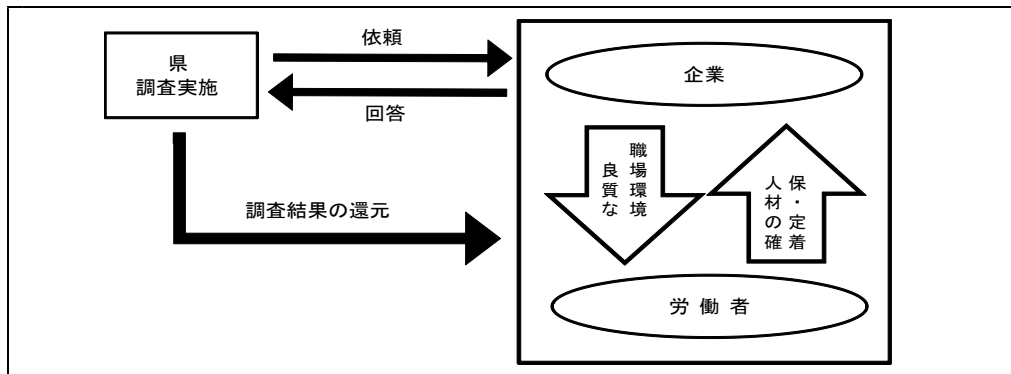 県
調査実施
依頼
回答
調査結果の還元
企業
良質な
職場環境
人材の確
保・定着
労働者